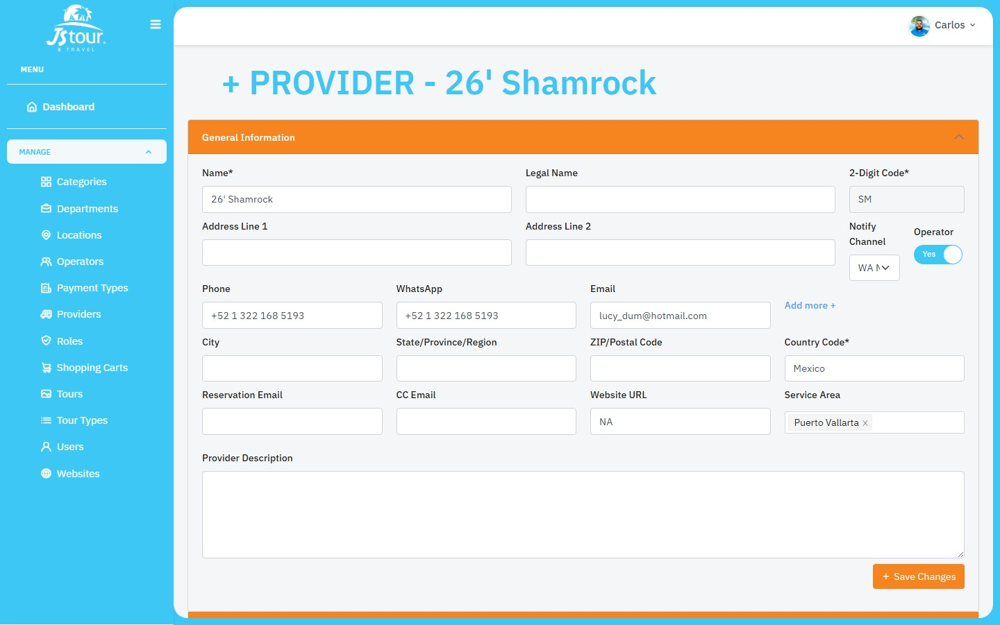 JStour.
& TRAVEL
Carlos
MENU
+ PROVIDER - 26' Shamrock
Dashboard
MANAGE
Categories
Departments
Locations
Operators
Payment Types
Providers
Roles
Shopping Carts
Tours
Tour Types
Users
Websites
General Information
Name*
Legal Name
2-Digit Code*
26' Shamrock
SM
Address Line 1
Address Line 2
Notify Channel
Operator
WA
Yes
Phone
WhatsApp
Email
+52 1 322 168 5193
+52 1 322 168 5193
lucy_dum@hotmail.com
Add more +
City
State/Province/Region
ZIP/Postal Code
Country Code*
Mexico
Reservation Email
CC Email
Website URL
Service Area
NA
Puerto Vallarta x
Provider Description
+ Save Changes